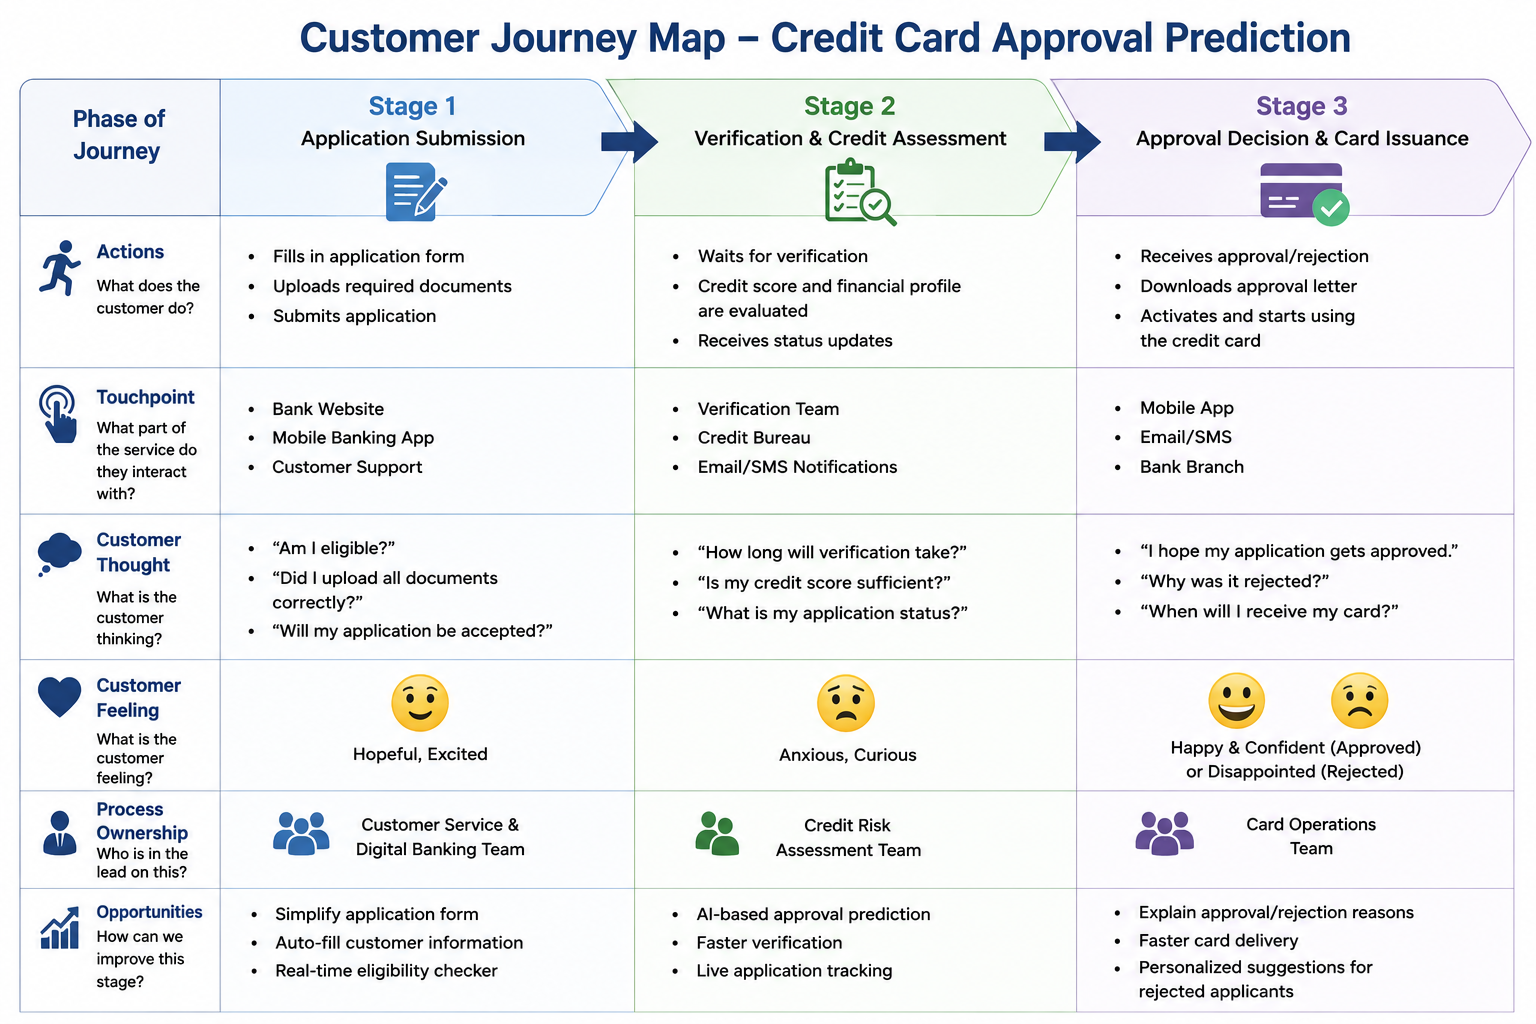 Customer Journey Map – Credit Card Approval Prediction
Phase of
Journey
Stage 1
Application Submission
Stage 2
Verification & Credit Assessment
Stage 3
Approval Decision & Card Issuance
Actions
What does the
customer do?
• Fills in application form
• Uploads required documents
• Submits application
• Waits for verification
• Credit score and financial profile
are evaluated
• Receives status updates
• Receives approval/rejection
• Downloads approval letter
• Activates and starts using
the credit card
Touchpoint
What part of
the service do
they interact
with?
• Bank Website
• Mobile Banking App
• Customer Support
• Verification Team
• Credit Bureau
• Email/SMS Notifications
• Mobile App
• Email/SMS
• Bank Branch
Customer
Thought
What is the
customer
thinking?
• “Am I eligible?”
• “Did I upload all documents
correctly?”
• “Will my application be accepted?”
• “How long will verification take?”
• “Is my credit score sufficient?”
• “What is my application status?”
• “I hope my application gets approved.”
• “Why was it rejected?”
• “When will I receive my card?”
Customer
Feeling
What is the
customer
feeling?
Hopeful, Excited
Anxious, Curious
Happy & Confident (Approved)
or Disappointed (Rejected)
Process
Ownership
Who is in the
lead on this?
Customer Service &
Digital Banking Team
Credit Risk
Assessment Team
Card Operations
Team
Opportunities
How can we
improve this
stage?
• Simplify application form
• Auto-fill customer information
• Real-time eligibility checker
• AI-based approval prediction
• Faster verification
• Live application tracking
• Explain approval/rejection reasons
• Faster card delivery
• Personalized suggestions for
rejected applicants